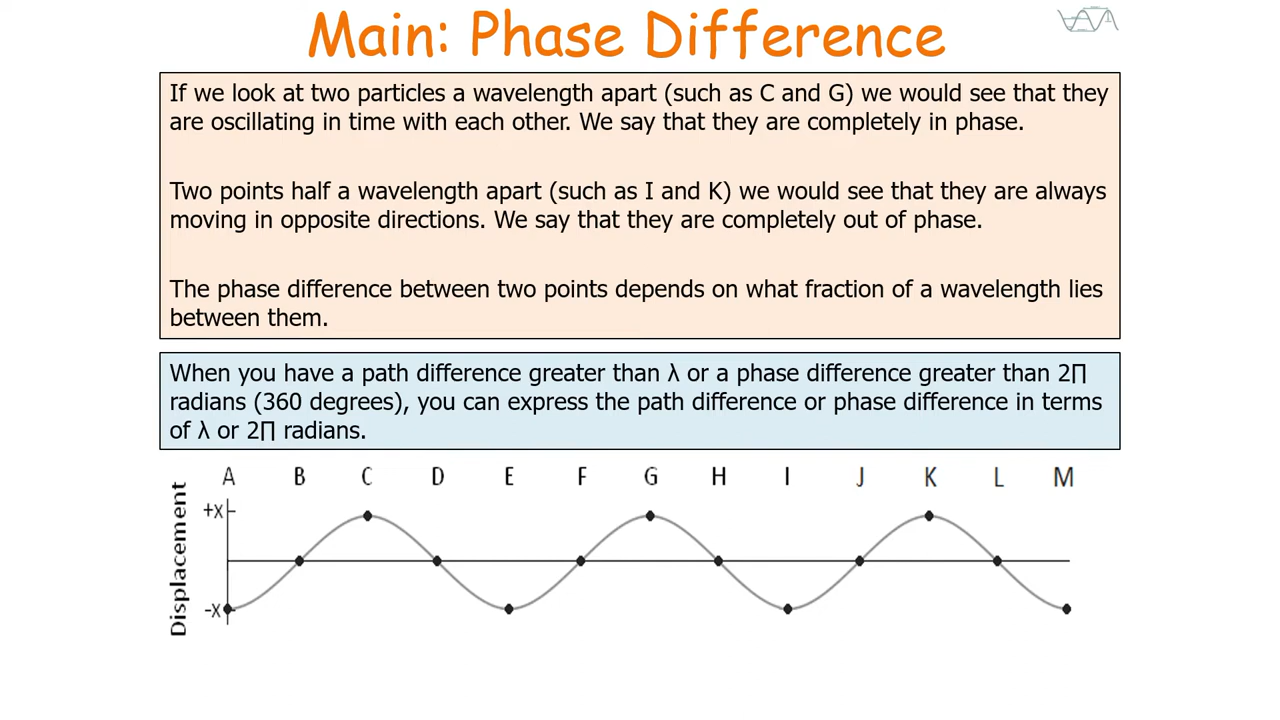 Main: Phase Difference
If we look at two particles a wavelength apart (such as C and G) we would see that they
are oscillating in time with each other. We say that they are completely in phase.
Two points half a wavelength apart (such as I and K) we would see that they are always
moving in opposite directions. We say that they are completely out of phase.
The phase difference between two points depends on what fraction of a wavelength lies
between them.
When you have a path difference greater than λ or a phase difference greater than 2∏
radians (360 degrees), you can express the path difference or phase difference in terms
of λ or 2∏ radians.
A B C D E F G H I J K L M
Displacement
+x
-x